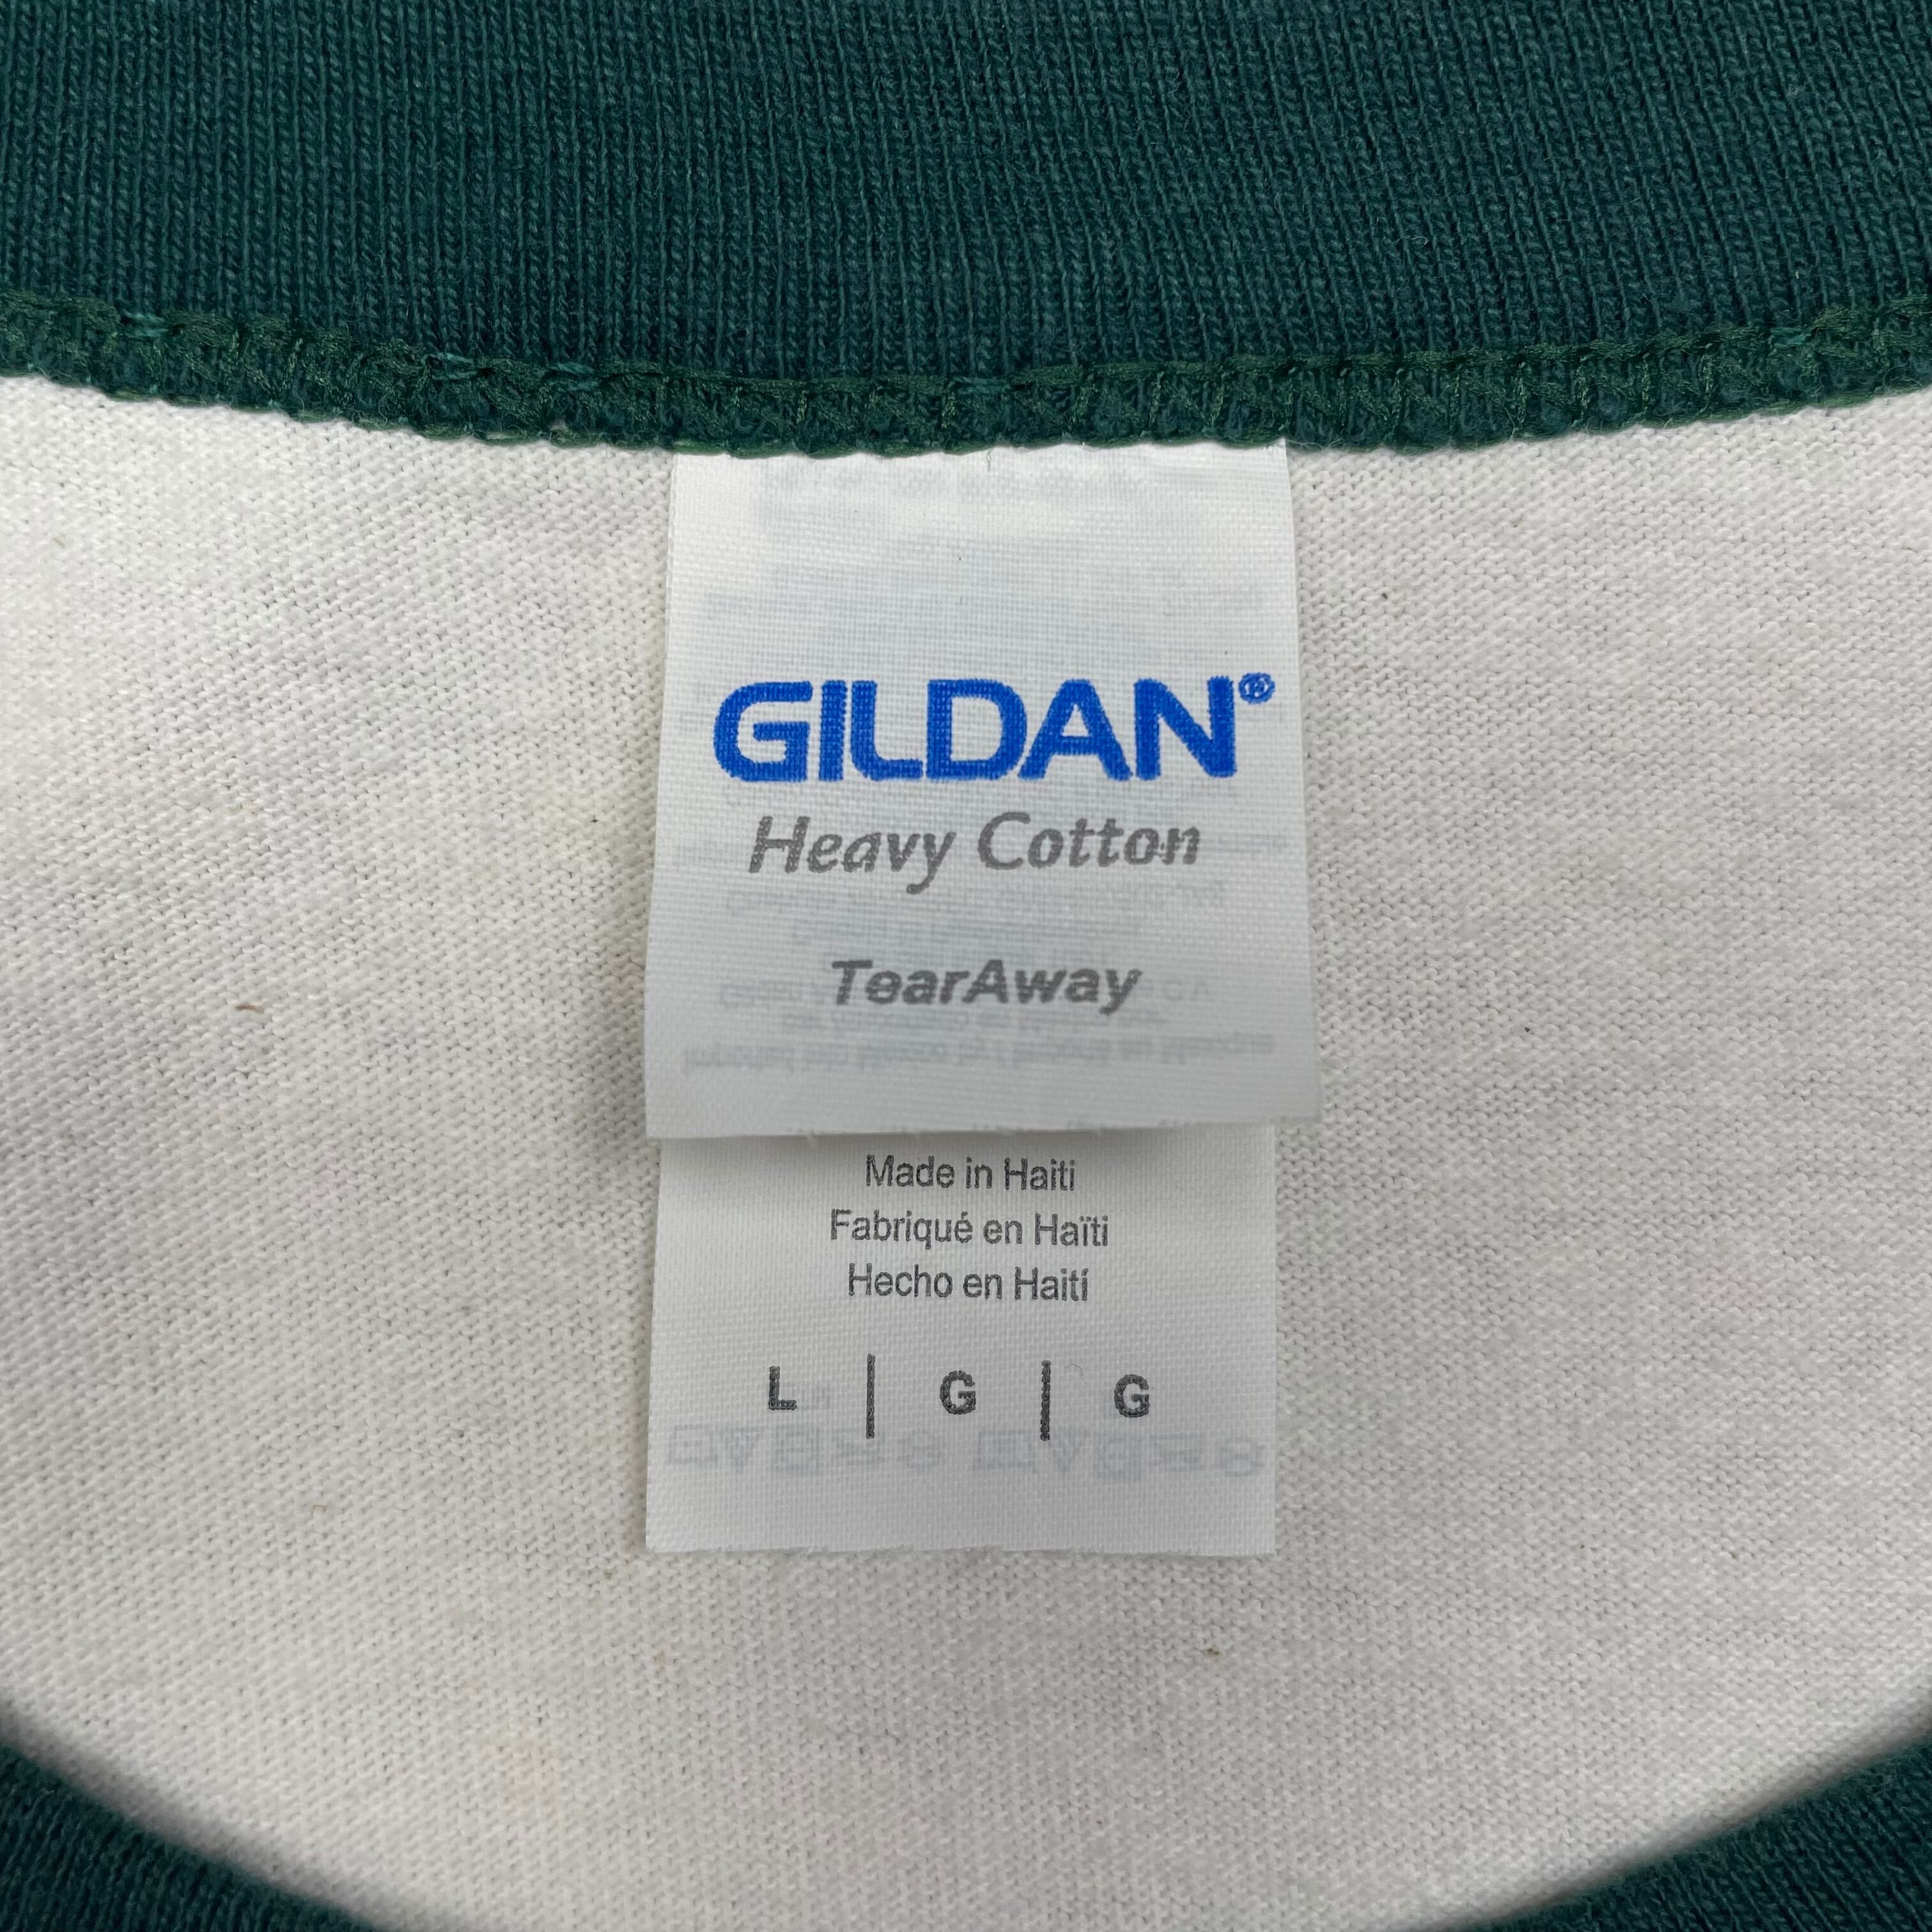 GILDAN®
Heavy Cotton
TearAway
Made in Haiti
Fabriqué en Haïti
Hecho en Haití
L | G | G